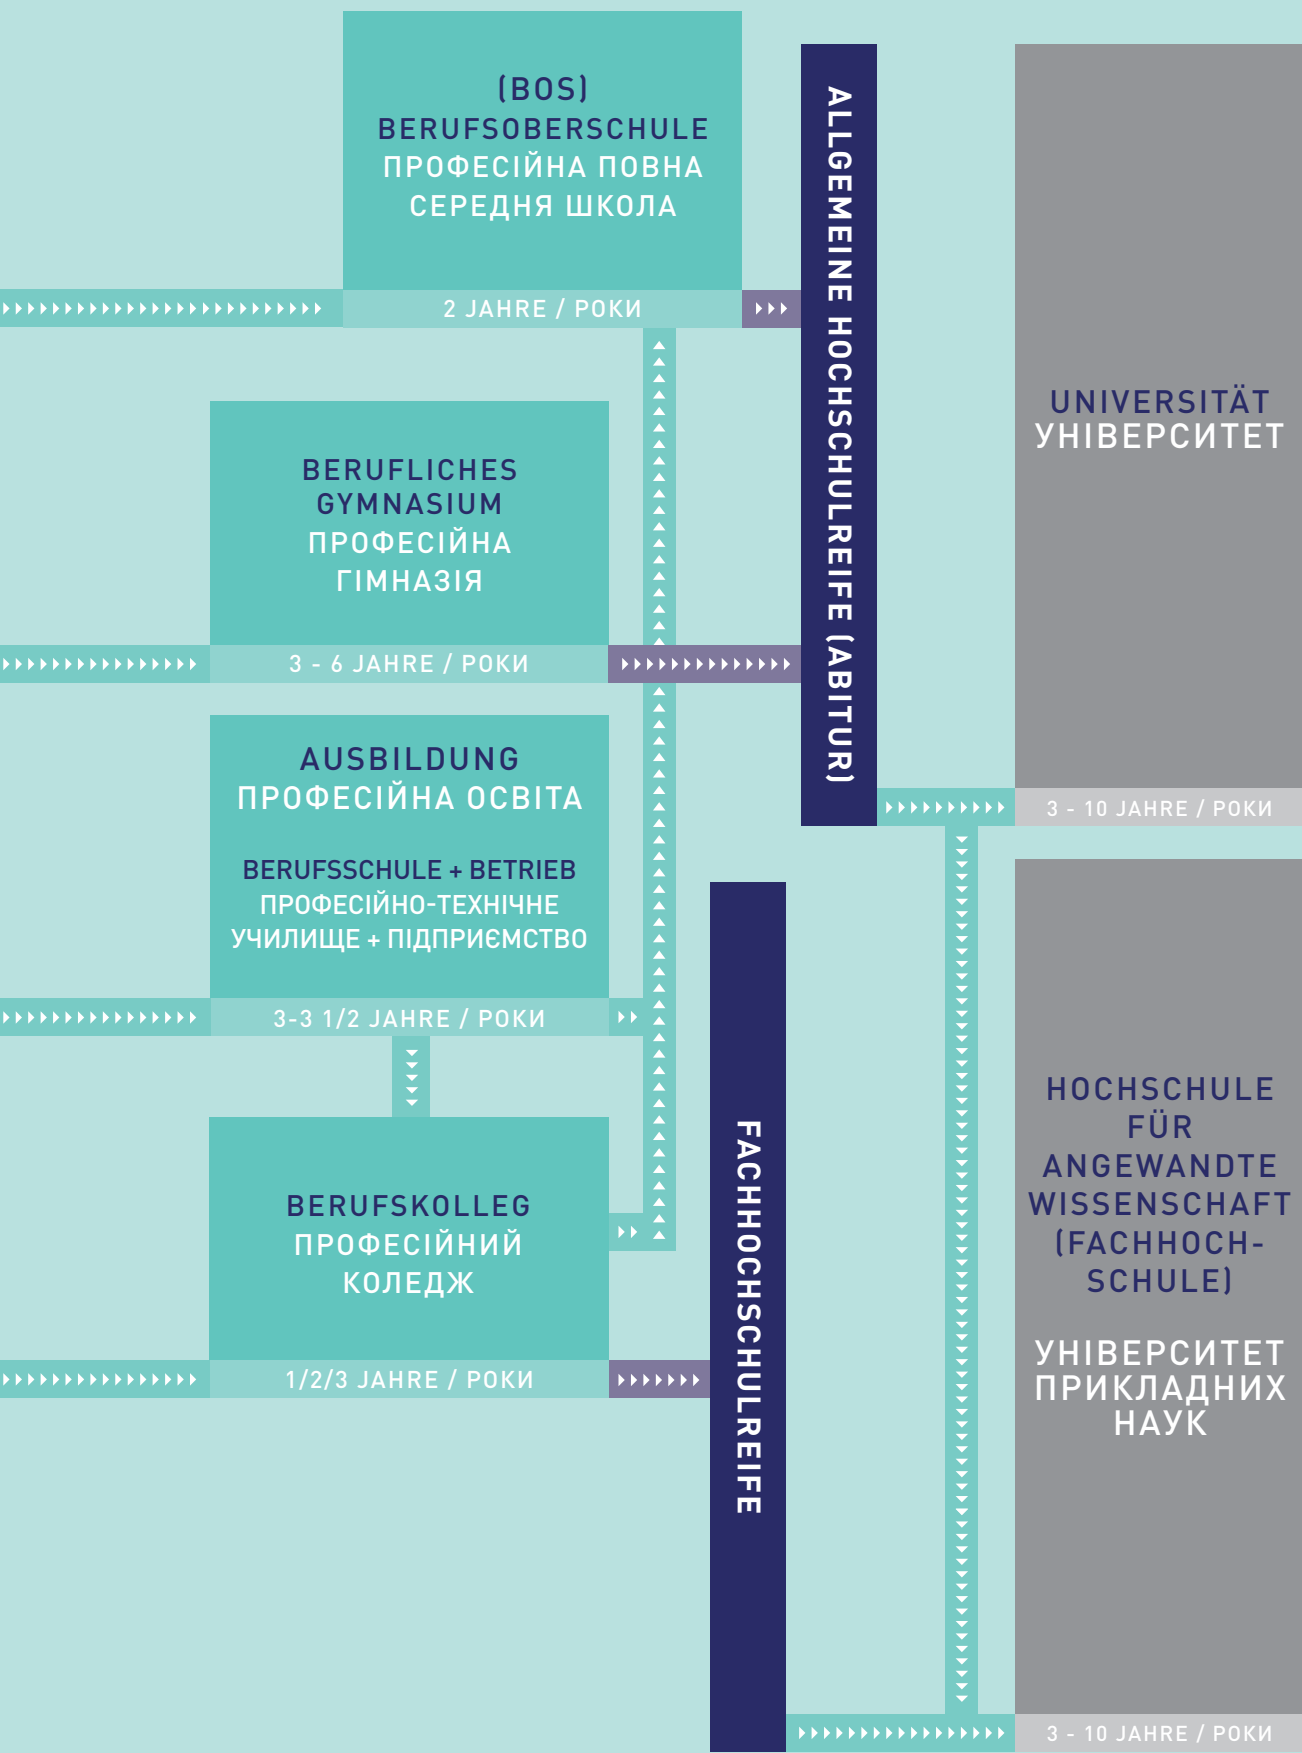 (BOS)
BERUFSOBERSCHULE
ПРОФЕСІЙНА ПОВНА
СЕРЕДНЯ ШКОЛА
2 JAHRE / РОКИ
BERUFLICHES
GYMNASIUM
ПРОФЕСІЙНА
ГІМНАЗІЯ
3 - 6 JAHRE / РОКИ
AUSBILDUNG
ПРОФЕСІЙНА ОСВІТА
BERUFSSCHULE + BETRIEB
ПРОФЕСІЙНО-ТЕХНІЧНЕ
УЧИЛИЩЕ + ПІДПРИЄМСТВО
3-3 1/2 JAHRE / РОКИ
BERUFSKOLLEG
ПРОФЕСІЙНИЙ
КОЛЕДЖ
1/2/3 JAHRE / РОКИ
FACHHOCHSCHULREIFE
ALLGEMEINE HOCHSCHULREIFE (ABITUR)
UNIVERSITÄT
УНІВЕРСИТЕТ
3 - 10 JAHRE / РОКИ
HOCHSCHULE
FÜR
ANGEWANDTE
WISSENSCHAFT
(FACHHOCH-
SCHULE)
УНІВЕРСИТЕТ
ПРИКЛАДНИХ
НАУК
3 - 10 JAHRE / РОКИ